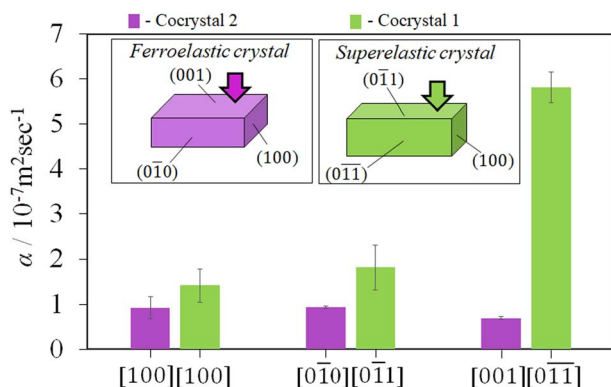 - Cocrystal 2 - Cocrystal 1
Ferroelastic crystal
(001)
(100)
(01̅0)
Superelastic crystal
(01̅1)
(100)
(01̅1̅)
α / 10⁻⁷m²sec⁻¹
7
6
5
4
3
2
1
0
[100][100] [01̅0][01̅1] [001][01̅1̅]